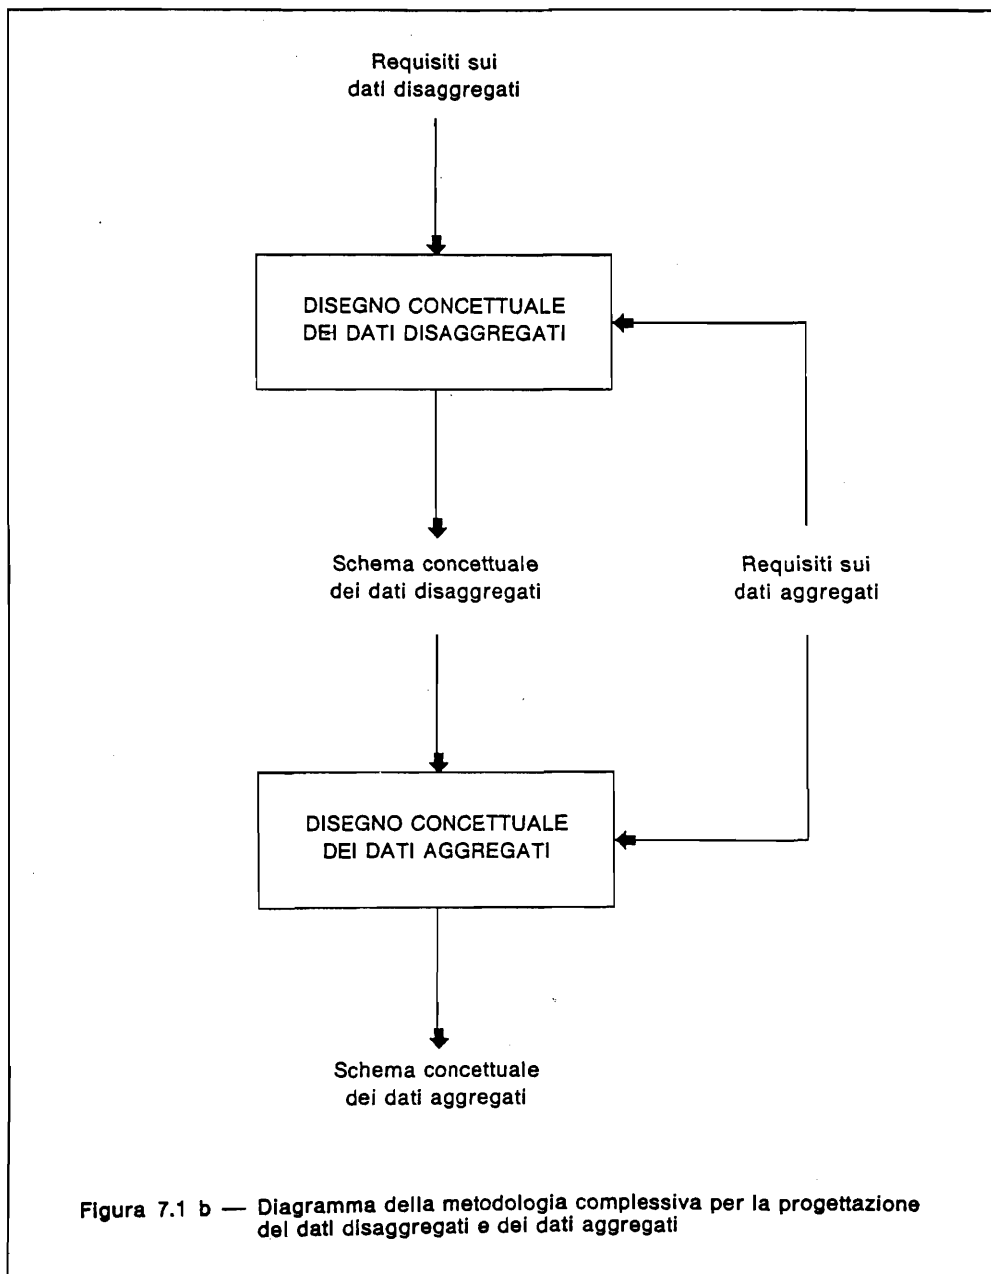 Requisiti sui
dati disaggregati
DISEGNO CONCETTUALE
DEI DATI DISAGGREGATI
Schema concettuale
dei dati disaggregati
Requisiti sui
dati aggregati
DISEGNO CONCETTUALE
DEI DATI AGGREGATI
Schema concettuale
dei dati aggregati
Figura 7.1 b — Diagramma della metodologia complessiva per la progettazione
dei dati disaggregati e dei dati aggregati